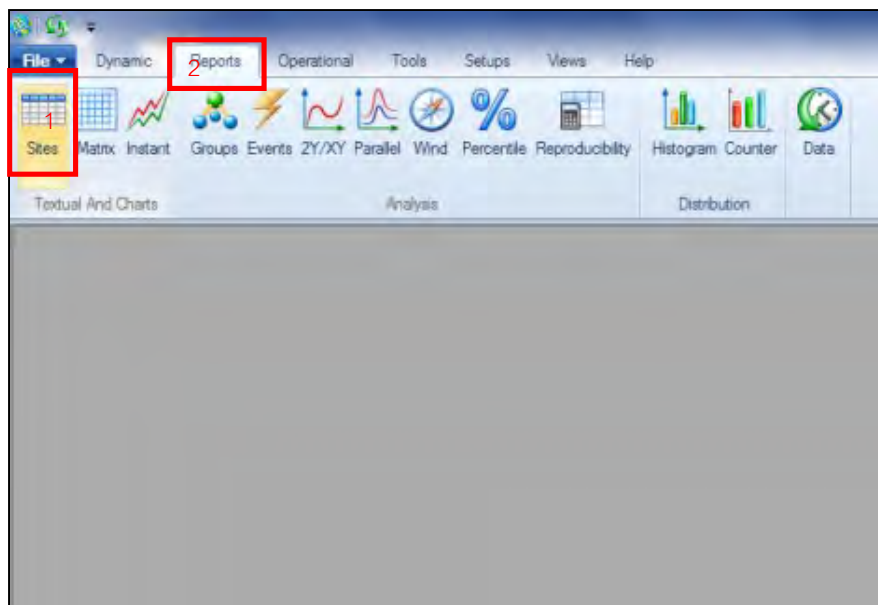 File Dynamic Reports Operational Tools Setups Views Help
2
1
Sites Matrix Instant Groups Events 2Y/XY Parallel Wind Percentile Reproducibility Histogram Counter Data
Textual And Charts Analysis Distribution